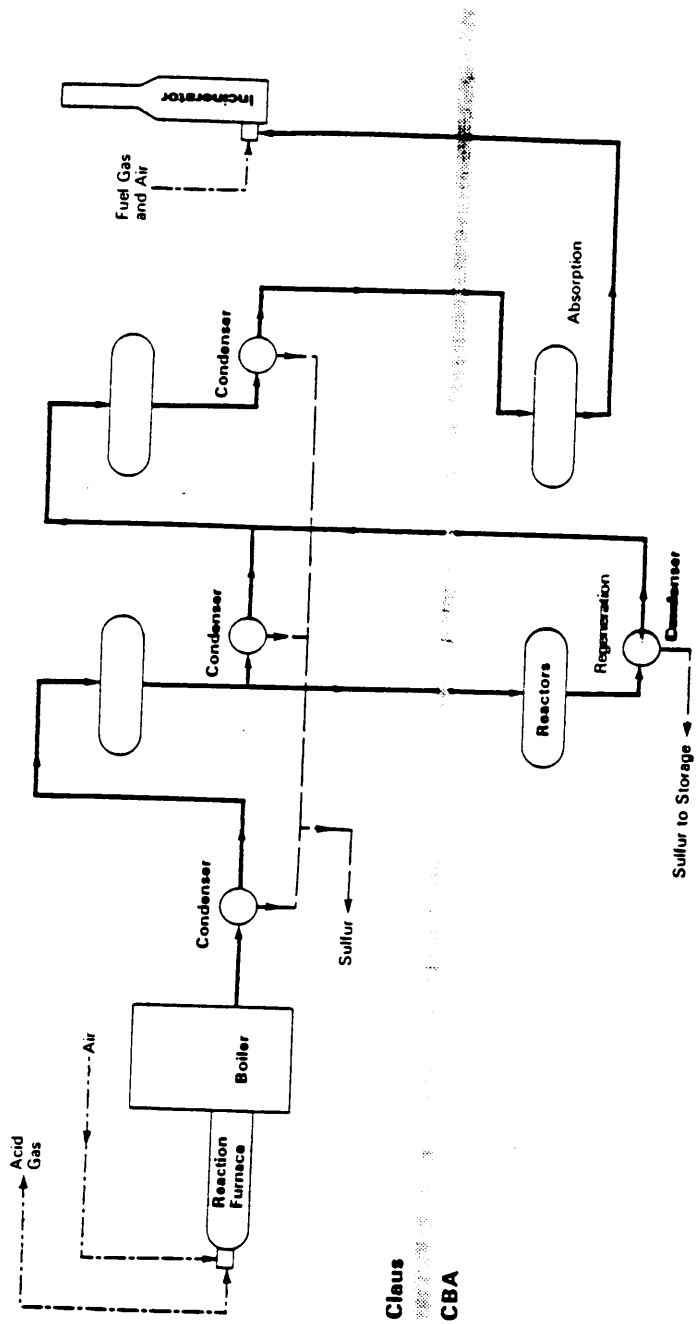 Acid
Gas
Air
Reaction
Furnace
Boiler
Condenser
Sulfur
Condenser
Condenser
Fuel Gas
and Air
Incinerator
Claus
CBA
Reactors
Regeneration
Condenser
Sulfur to Storage
Absorption